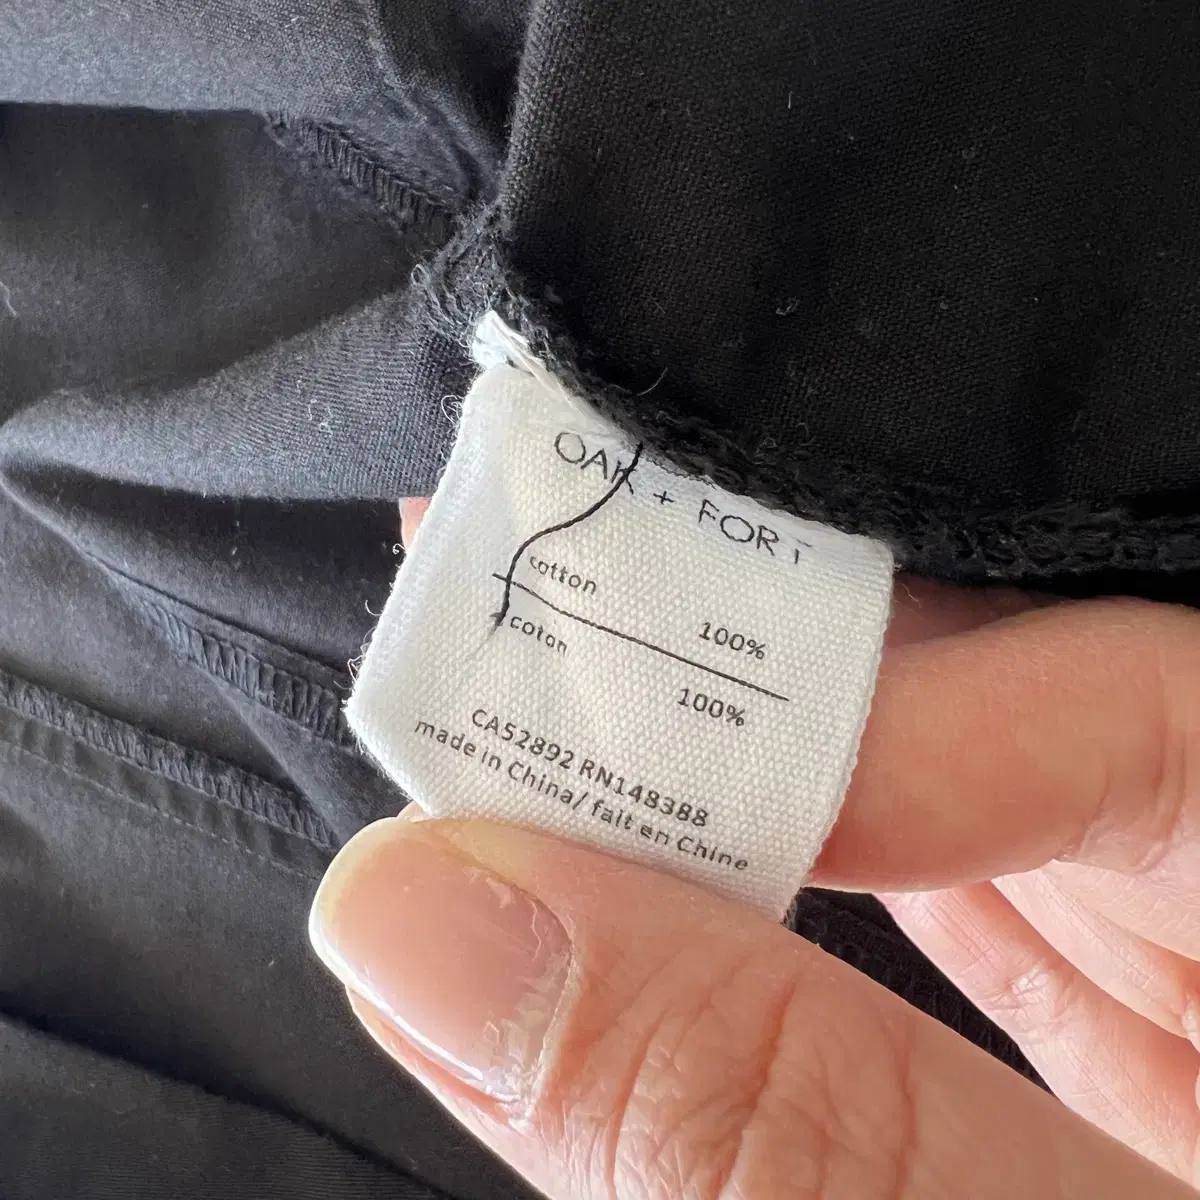 OAK + FORT
cotton 100%
coton 100%
CA52892 RN148388
made in China/ fait en Chine